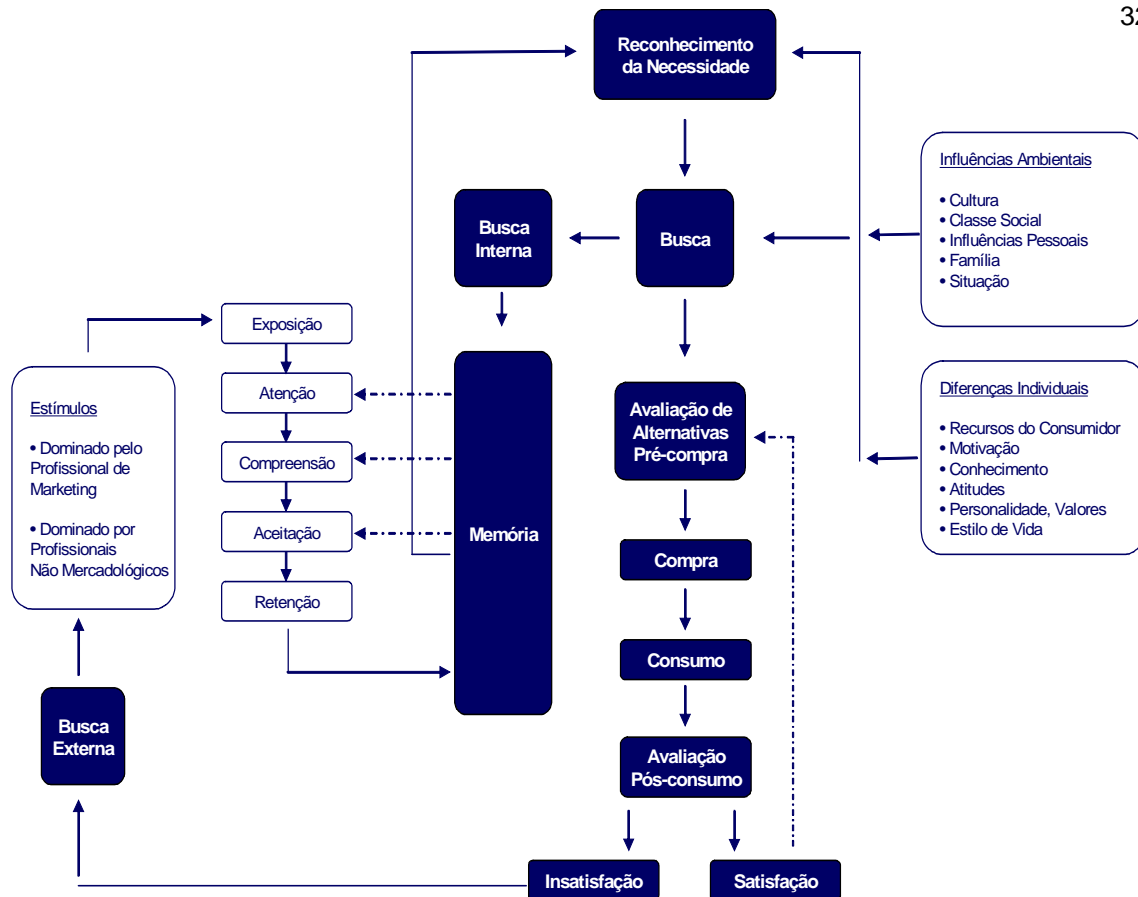 32
Reconhecimento
da Necessidade
Influências Ambientais
• Cultura
• Classe Social
• Influências Pessoais
• Família
• Situação
Busca
Interna
Busca
Exposição
Atenção
Compreensão
Aceitação
Retenção
Estímulos
• Dominado pelo
Profissional de
Marketing
• Dominado por
Profissionais
Não Mercadológicos
Memória
Avaliação de
Alternativas
Pré-compra
Diferenças Individuais
• Recursos do Consumidor
• Motivação
• Conhecimento
• Atitudes
• Personalidade, Valores
• Estilo de Vida
Compra
Consumo
Busca
Externa
Avaliação
Pós-consumo
Insatisfação
Satisfação